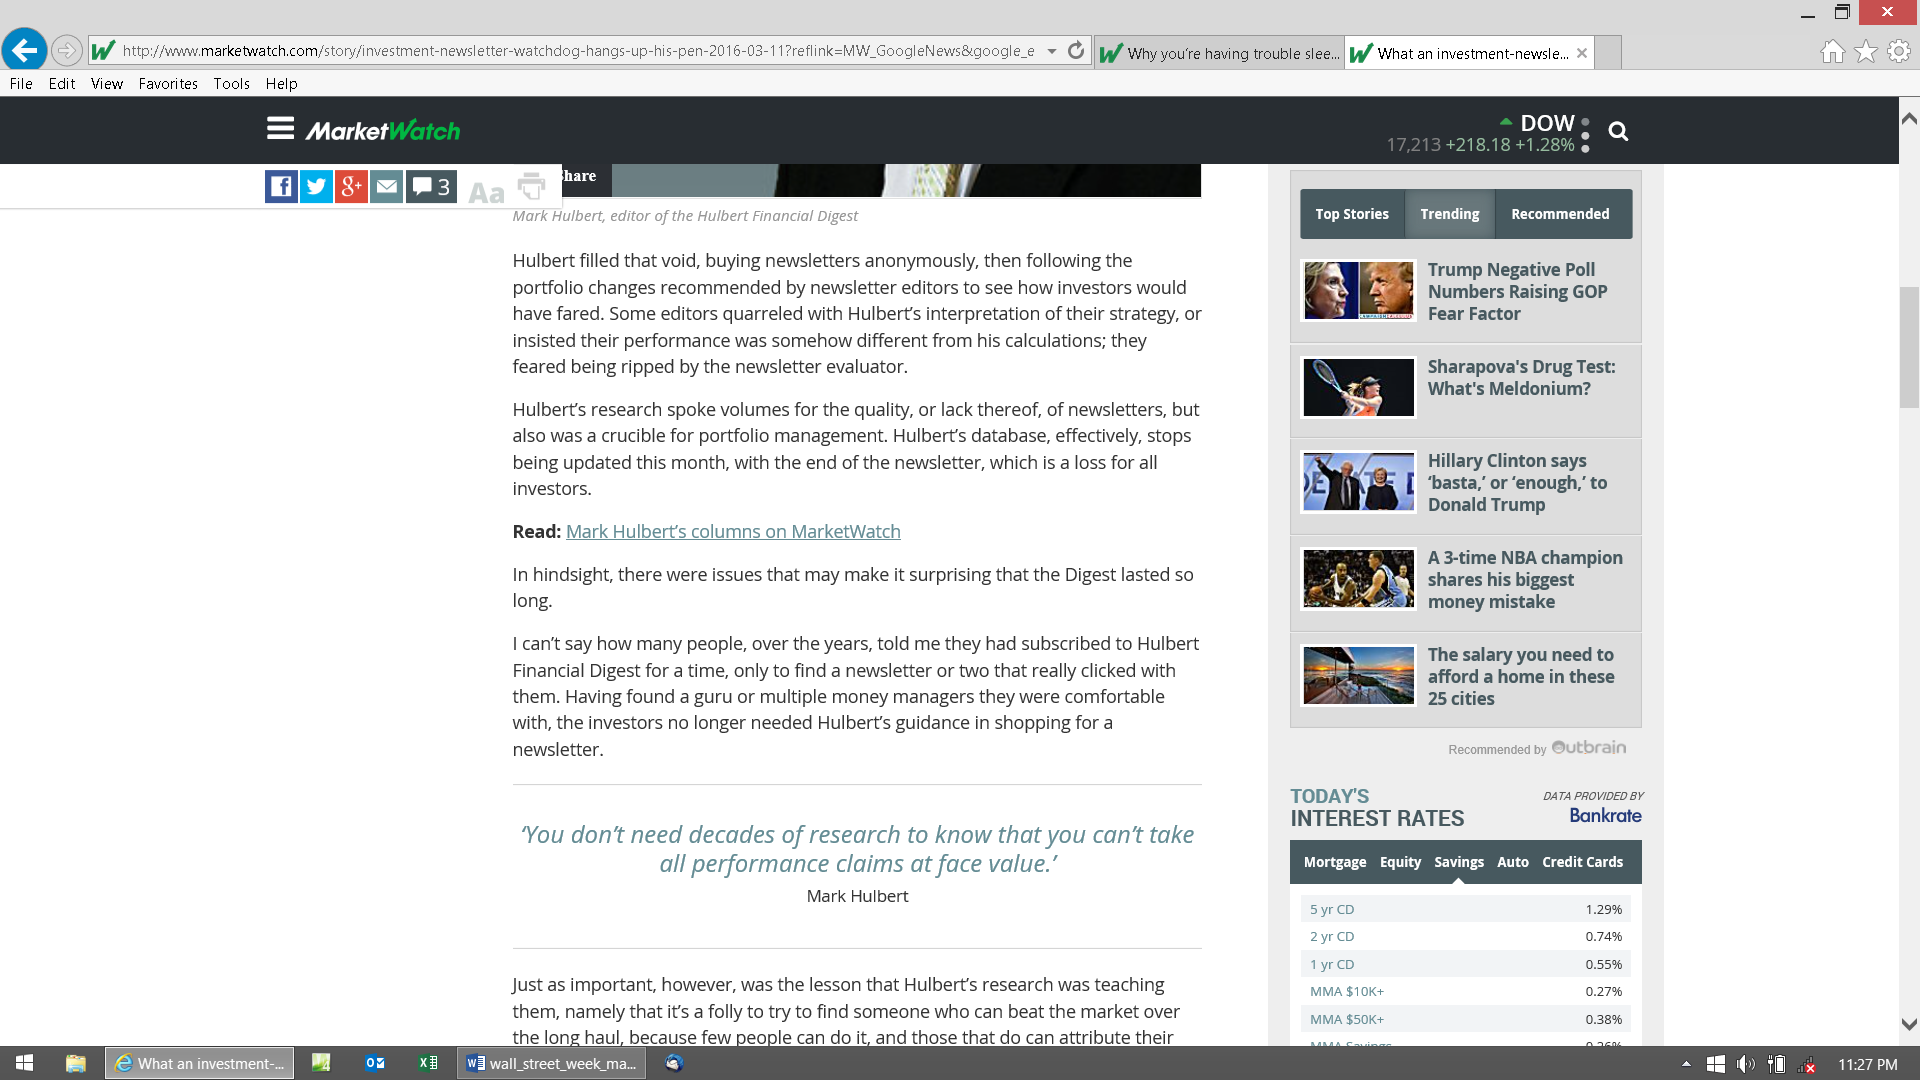 http://www.marketwatch.com/story/investment-newsletter-watchdog-hangs-up-his-pen-2016-03-11?reflink=MW_GoogleNews&google_e
Why you're having trouble slee...
What an investment-newsle...
File Edit View Favorites Tools Help
MarketWatch
DOW
17,213 +218.18 +1.28%
3
Aa
Share
Mark Hulbert, editor of the Hulbert Financial Digest
Hulbert filled that void, buying newsletters anonymously, then following the
portfolio changes recommended by newsletter editors to see how investors would
have fared. Some editors quarreled with Hulbert's interpretation of their strategy, or
insisted their performance was somehow different from his calculations; they
feared being ripped by the newsletter evaluator.
Hulbert's research spoke volumes for the quality, or lack thereof, of newsletters, but
also was a crucible for portfolio management. Hulbert's database, effectively, stops
being updated this month, with the end of the newsletter, which is a loss for all
investors.
Read: Mark Hulbert's columns on MarketWatch
In hindsight, there were issues that may make it surprising that the Digest lasted so
long.
I can't say how many people, over the years, told me they had subscribed to Hulbert
Financial Digest for a time, only to find a newsletter or two that really clicked with
them. Having found a guru or multiple money managers they were comfortable
with, the investors no longer needed Hulbert's guidance in shopping for a
newsletter.
'You don't need decades of research to know that you can't take
all performance claims at face value.'
Mark Hulbert
Just as important, however, was the lesson that Hulbert's research was teaching
them, namely that it's a folly to try to find someone who can beat the market over
the long haul, because few people can do it, and those that do can attribute their
Top Stories Trending Recommended
Trump Negative Poll
Numbers Raising GOP
Fear Factor
Sharapova's Drug Test:
What's Meldonium?
Hillary Clinton says
'basta,' or 'enough,' to
Donald Trump
A 3-time NBA champion
shares his biggest
money mistake
The salary you need to
afford a home in these
25 cities
Recommended by Outbrain
TODAY'S
INTEREST RATES
DATA PROVIDED BY
Bankrate
Mortgage Equity Savings Auto Credit Cards
5 yr CD 1.29%
2 yr CD 0.74%
1 yr CD 0.55%
MMA $10K+ 0.27%
MMA $50K+ 0.38%
MMA Savings 0.26%
What an investment-...
wall_street_week_ma...
11:27 PM